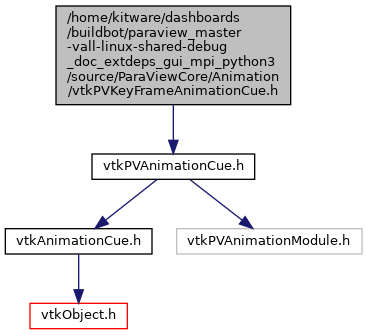 /home/kitware/dashboards
/buildbot/paraview_master
-vall-linux-shared-debug
_doc_extdeps_gui_mpi_python3
/source/ParaViewCore/Animation
/vtkPVKeyFrameAnimationCue.h
vtkPVAnimationCue.h
vtkAnimationCue.h
vtkPVAnimationModule.h
vtkObject.h